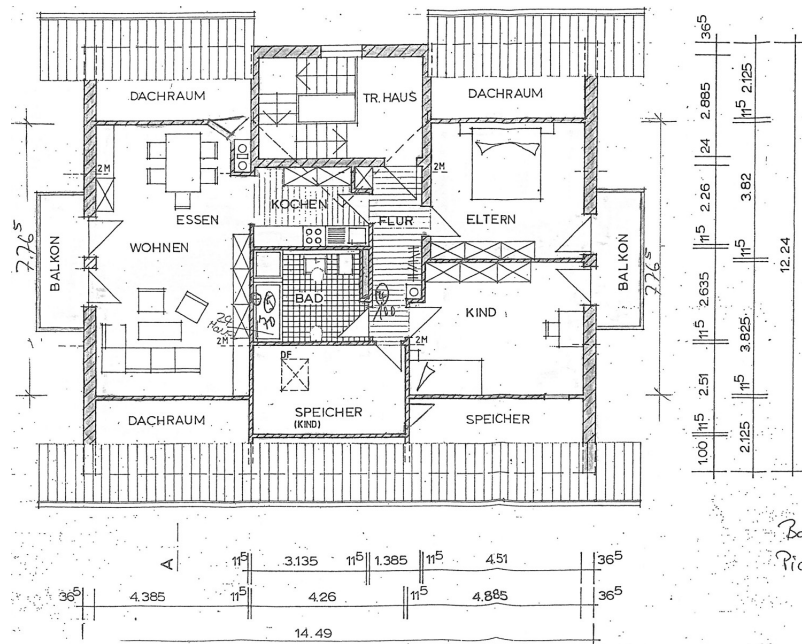 DACHRAUM
TR. HAUS
DACHRAUM
2M
2M
ESSEN
KOCHEN
FLUR
ELTERN
WOHNEN
BALKON
7.76⁵
BALKON
7.76⁵
BAD
KIND
2M
2M
DF
SPEICHER
(KIND)
DACHRAUM
SPEICHER
36⁵
2.885
24
2.26
11⁵
2.635
11⁵
2.51
11⁵
1.00
2.125
11⁵
3.82
11⁵
3.825
11⁵
2.125
12.24
A
11⁵ 3.135 11⁵ 1.385 11⁵ 4.51 36⁵
36⁵ 4.385 11⁵ 4.26 11⁵ 4.885 36⁵
14.49